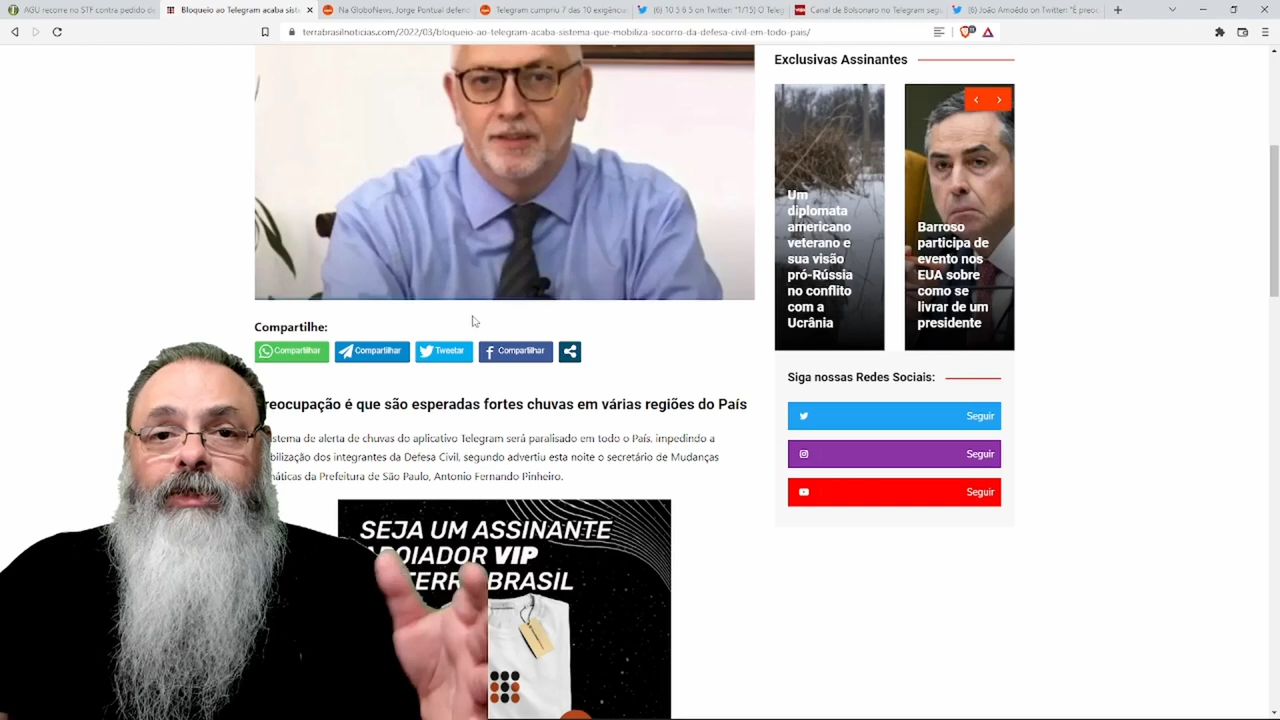 AGU recorre no STF contra pedido de
Bloqueio ao Telegram acaba siste
Na GloboNews, Jorge Pontual defen
Telegram cumpriu 7 das 10 exigênc
(6) 10 5 6 5 on Twitter: "1/15) O Teleg
Canal de Bolsonaro no Telegram segu
(6) João Amoêdo on Twitter: "É preoc
terrabrasilnoticias.com/2022/03/bloqueio-ao-telegram-acaba-sistema-que-mobiliza-socorro-da-defesa-civil-em-todo-pais/
Compartilhe:
Compartilhar
Compartilhar
Tweetar
Compartilhar
reocupação é que são esperadas fortes chuvas em várias regiões do País
istema de alerta de chuvas do aplicativo Telegram será paralisado em todo o País, impedindo a
bilização dos integrantes da Defesa Civil, segundo advertiu esta noite o secretário de Mudanças
máticas da Prefeitura de São Paulo, Antonio Fernando Pinheiro.
SEJA UM ASSINANTE
APOIADOR VIP
TERRA BRASIL
Exclusivas Assinantes
Um
diplomata
americano
veterano e
sua visão
pró-Rússia
no conflito
com a
Ucrânia
Barroso
participa de
evento nos
EUA sobre
como se
livrar de um
presidente
Siga nossas Redes Sociais:
Seguir
Seguir
Seguir